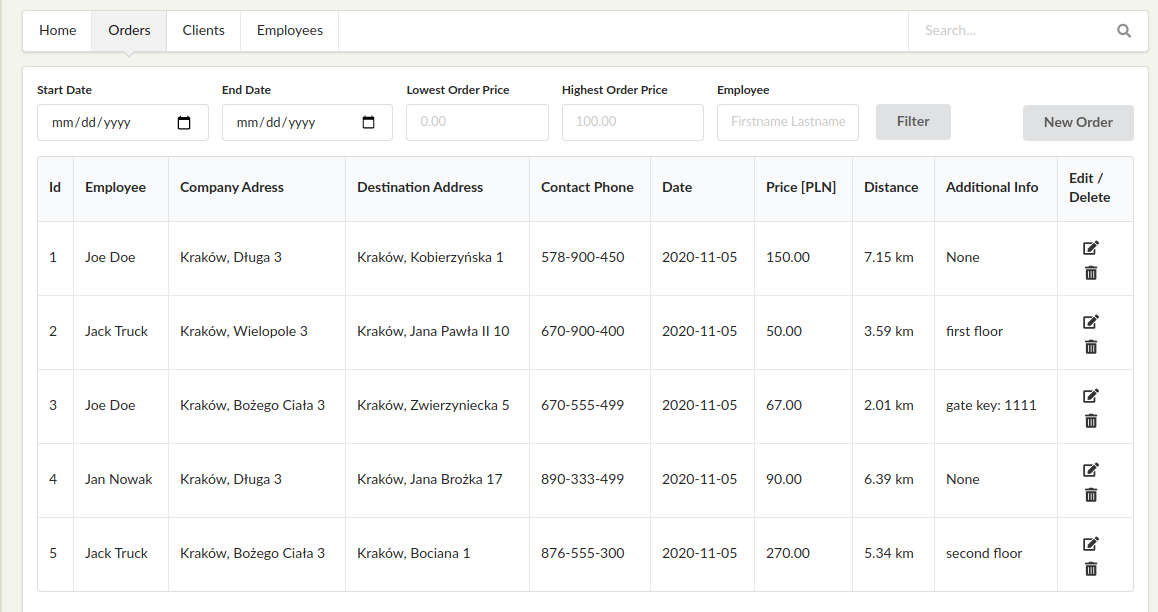 Home Orders Clients Employees Search...
Start Date End Date Lowest Order Price Highest Order Price Employee
mm/dd/yyyy mm/dd/yyyy 0.00 100.00 Firstname Lastname Filter New Order
Id Employee Company Adress Destination Address Contact Phone Date Price [PLN] Distance Additional Info Edit /
Delete
1 Joe Doe Kraków, Długa 3 Kraków, Kobierzyńska 1 578-900-450 2020-11-05 150.00 7.15 km None
2 Jack Truck Kraków, Wielopole 3 Kraków, Jana Pawła II 10 670-900-400 2020-11-05 50.00 3.59 km first floor
3 Joe Doe Kraków, Bożego Ciała 3 Kraków, Zwierzyniecka 5 670-555-499 2020-11-05 67.00 2.01 km gate key: 1111
4 Jan Nowak Kraków, Długa 3 Kraków, Jana Brożka 17 890-333-499 2020-11-05 90.00 6.39 km None
5 Jack Truck Kraków, Bożego Ciała 3 Kraków, Bociana 1 876-555-300 2020-11-05 270.00 5.34 km second floor